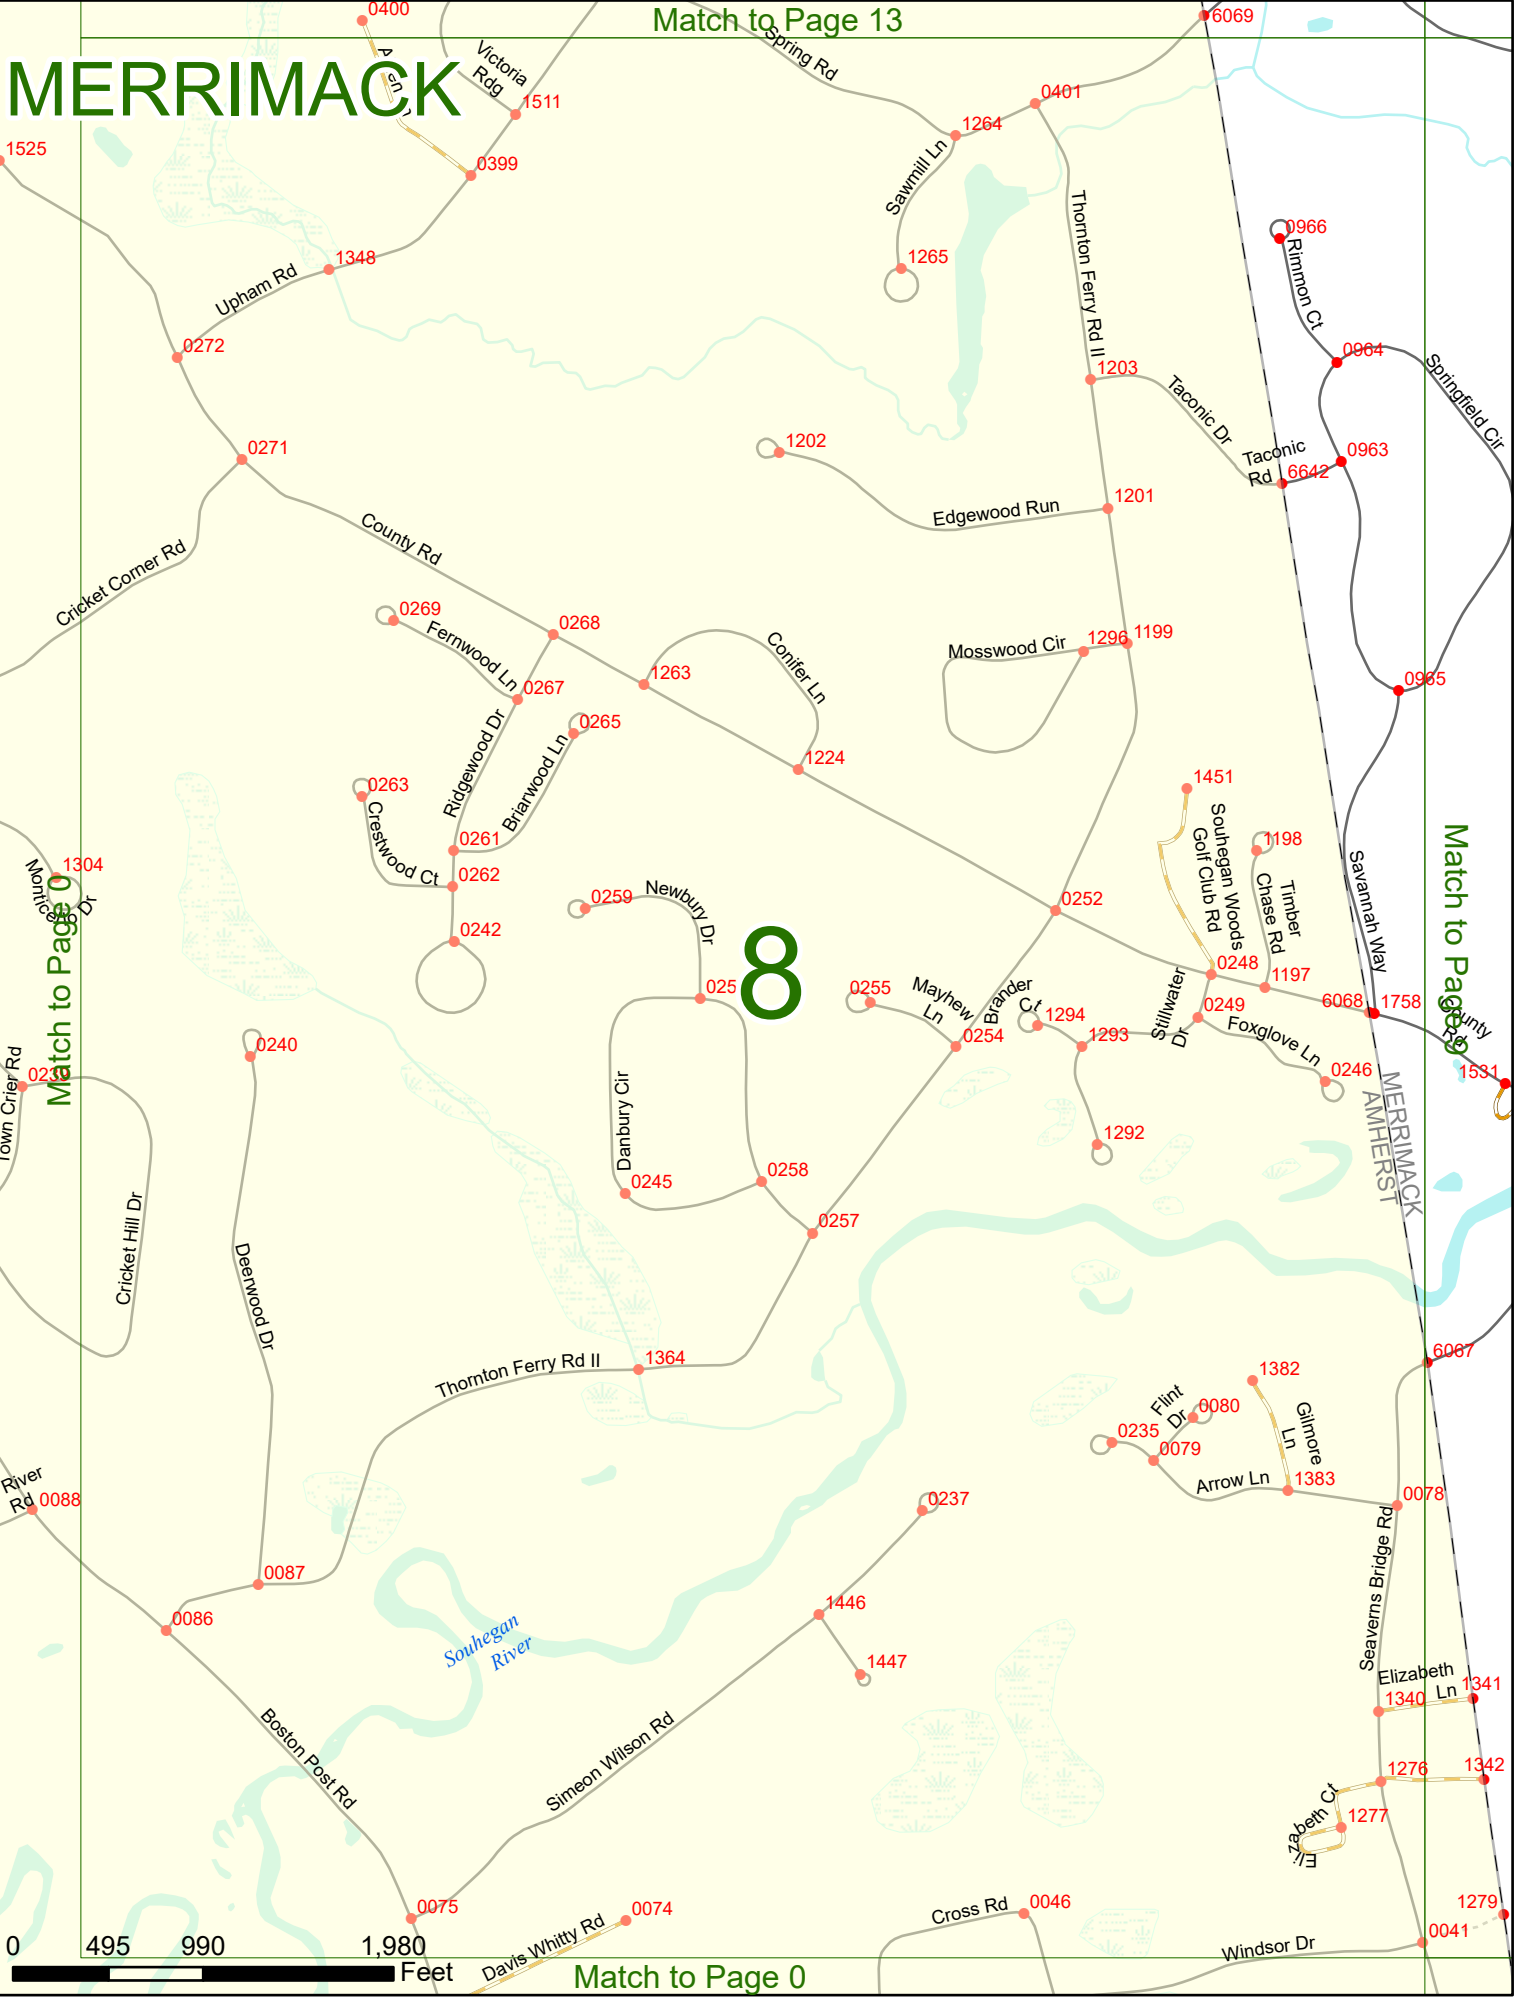 Match to Page 13
MERRIMACK
0400
6069
Victoria
Rdg
Spring Rd
1511
0401
1264
1525
0399
Sawmill Ln
Thornton Ferry Rd II
0966
Rimmon Ct
1348
1265
Upham Rd
0272
0964
1203
Springfield Cir
Taconic Dr
0271
1202
Taconic
Rd
0963
6642
1201
Edgewood Run
County Rd
Cricket Corner Rd
0269
Fernwood Ln
0268
1296
1199
Mosswood Cir
Conifer Ln
1263
0267
0965
Ridgewood Dr
0265
Briarwood Ln
1224
0263
Crestwood Ct
1451
Souhegan Woods
Golf Club Rd
0261
1198
Timber
Chase Rd
Savannah Way
Match to Page 9
1304
Monticello Dr
Match to Page 0
0262
0259
Newbury Dr
0252
0242
8
0248
1197
025
0255
Mayhew
Ln
Brander
Ct
1294
Stillwater
Dr
0249
6068
1758
County
Rd
0254
1293
Foxglove Ln
0240
0246
1531
0239
Town Crier Rd
MERRIMACK
AMHERST
Danbury Cir
1292
0245
0258
Cricket Hill Dr
0257
Deerwood Dr
6067
1364
Thornton Ferry Rd II
1382
Flint
Dr
0080
Gilmore
Ln
0235
0079
River
Rd
0088
Arrow Ln
1383
0078
0237
Seaverns Bridge Rd
0087
0086
1446
Souhegan
River
1447
Elizabeth
Ln
1341
1340
Boston Post Rd
Simeon Wilson Rd
1276
1342
Elizabeth Ct
1277
0075
0074
Cross Rd
0046
1279
Davis Whitty Rd
0041
Windsor Dr
0
495
990
1,980
Feet
Match to Page 0